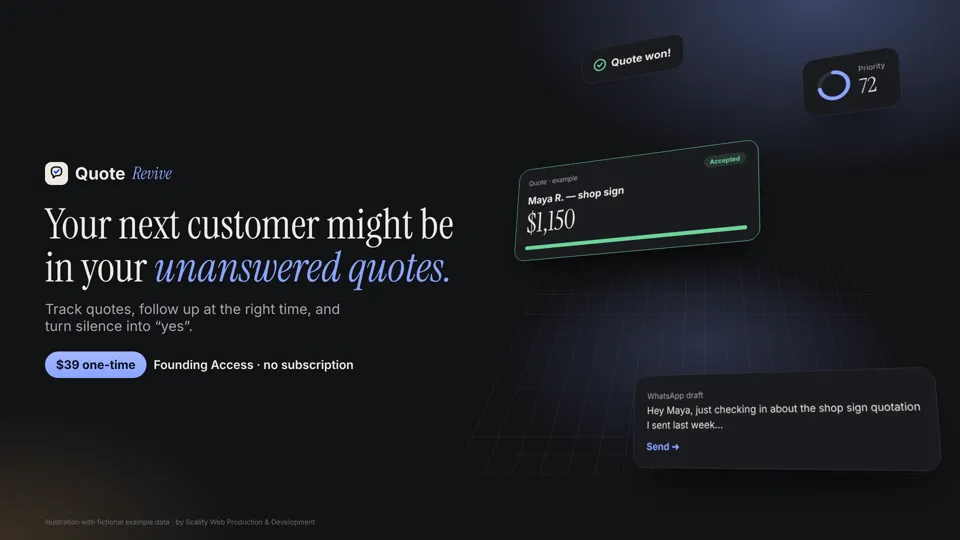 Quote won!
Priority
72
Accepted
Quote · example
Maya R. — shop sign
$1,150
Quote Revive
Your next customer might be
in your unanswered quotes.
Track quotes, follow up at the right time, and
turn silence into “yes”.
$39 one-time
Founding Access · no subscription
WhatsApp draft
Hey Maya, just checking in about the shop sign quotation
I sent last week...
Send →
Illustration with fictional example data · by Scalify Web Production & Development